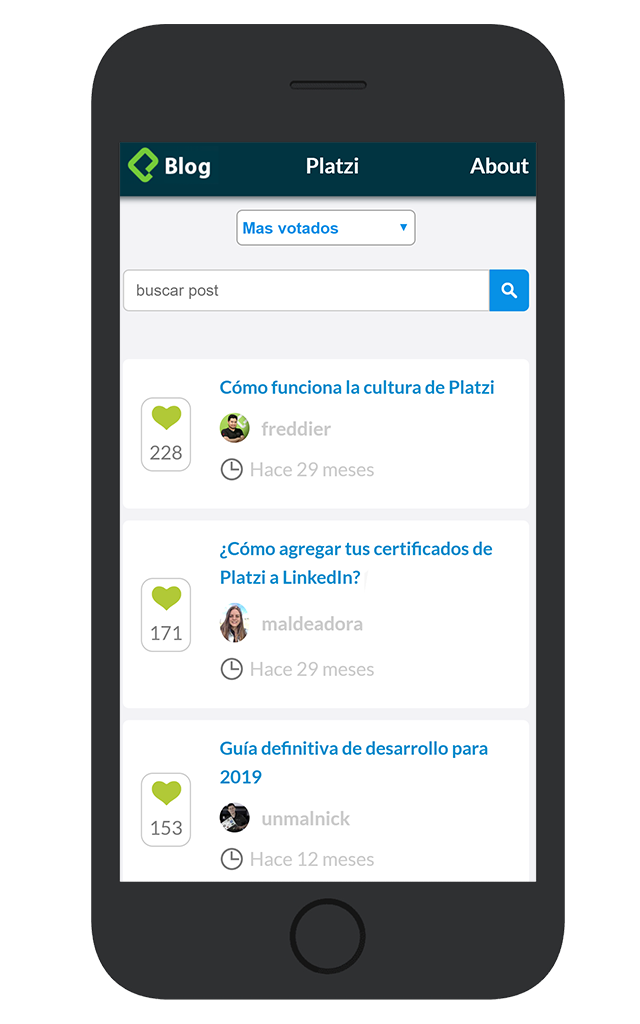 Blog Platzi About
Mas votados
buscar post
Cómo funciona la cultura de Platzi
freddier
228
Hace 29 meses
¿Cómo agregar tus certificados de
Platzi a LinkedIn?
maldeadora
171
Hace 29 meses
Guía definitiva de desarrollo para
2019
unmalnick
153
Hace 12 meses